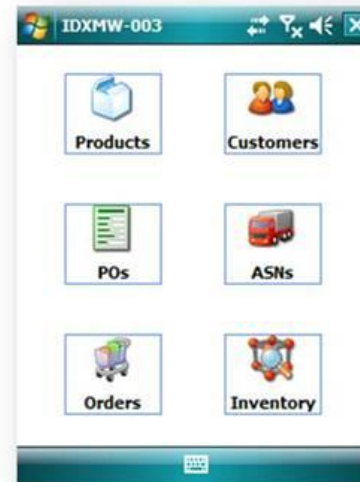 IDXMW-003
Products
Customers
POs
ASNs
Orders
Inventory